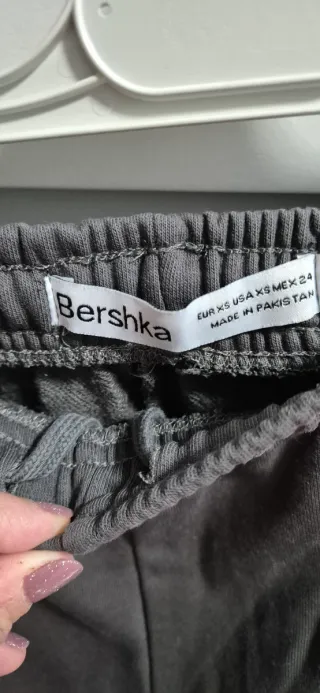 Bershka
EUR XS USA XS MEX 24
MADE IN PAKISTAN